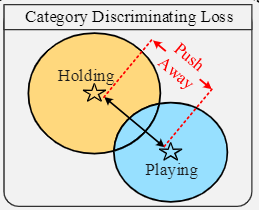 Category Discriminating Loss
Push
Away
Holding
Playing